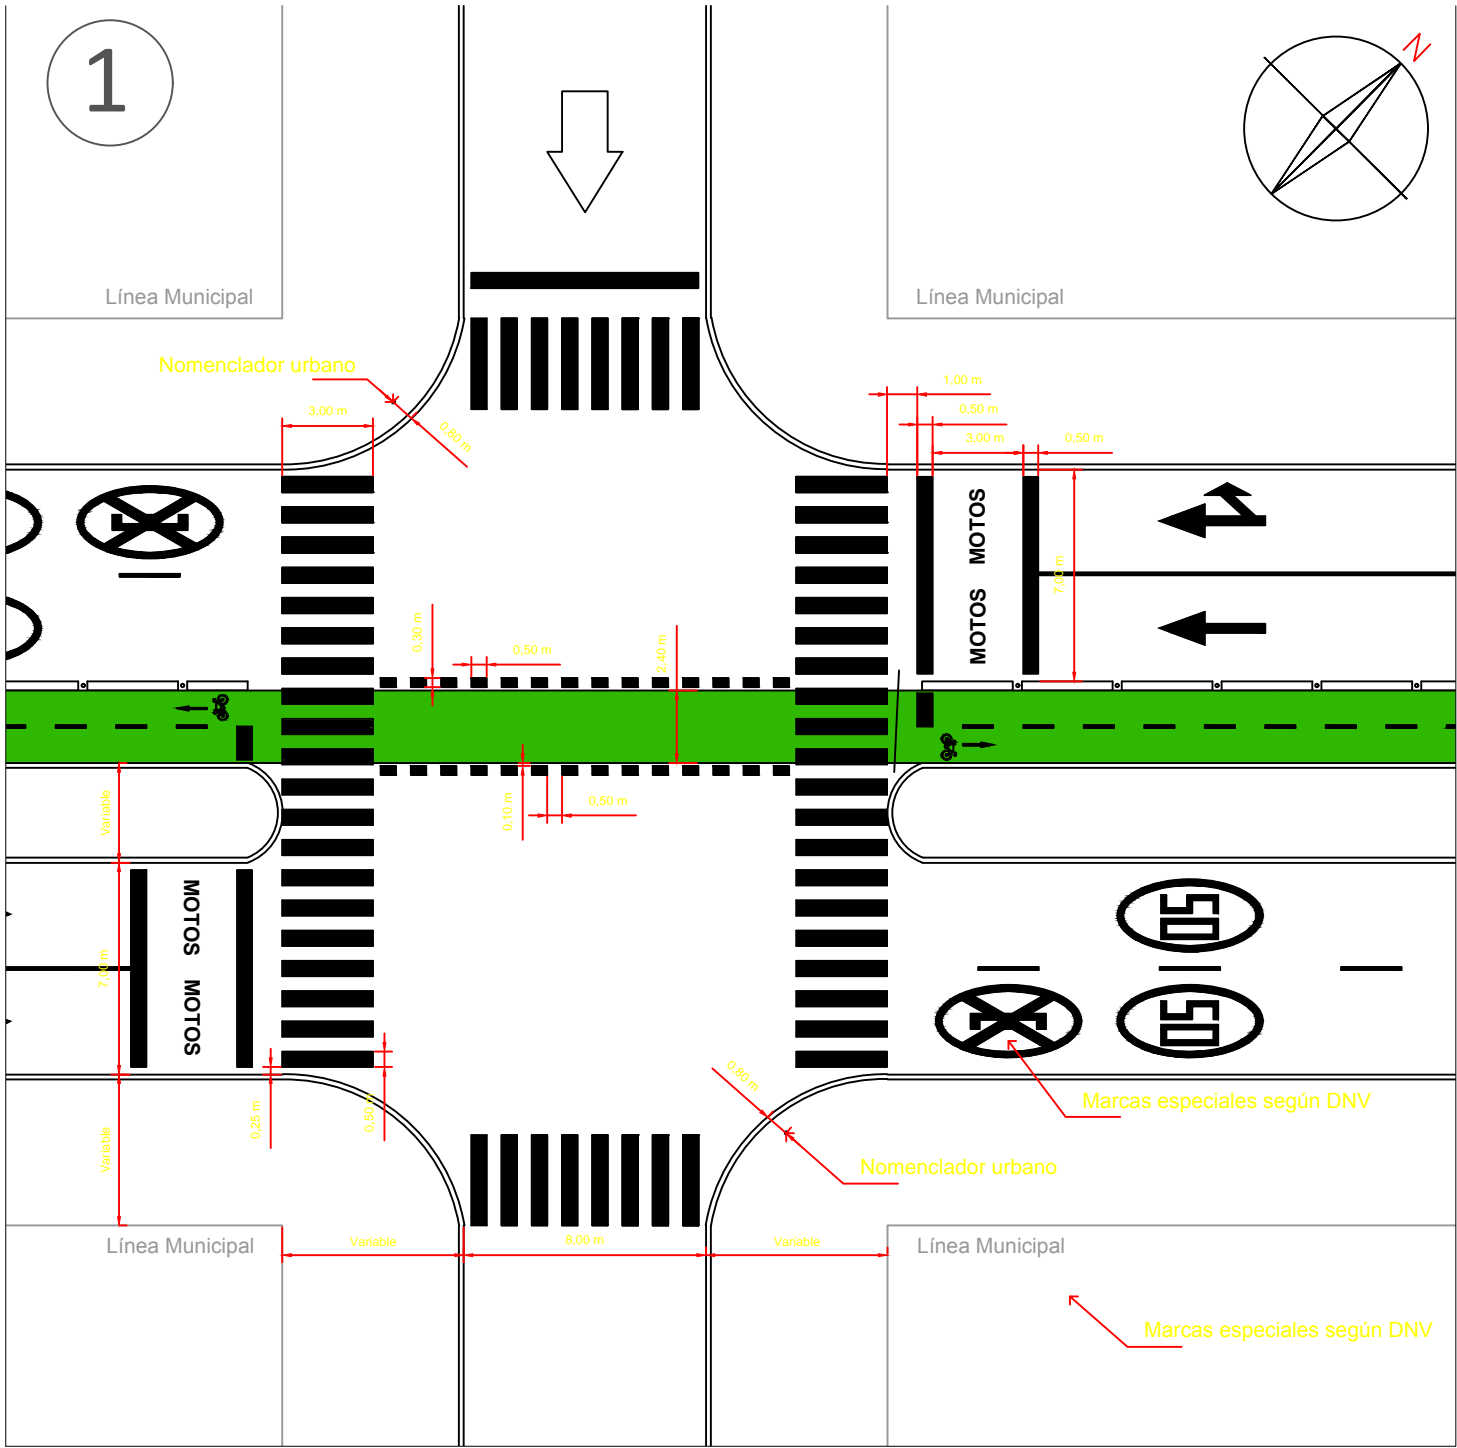 1
N
Línea Municipal
Línea Municipal
Nomenclador urbano
1,00 m
3,00 m
0,50 m
0,80 m
3,00 m
0,50 m
MOTOS MOTOS
7,00 m
0,30 m
0,50 m
2,40 m
Variable
0,10 m
0,50 m
MOTOS MOTOS
7,00 m
50
50
0,80 m
Marcas especiales según DNV
0,25 m
0,50 m
Variable
Nomenclador urbano
Línea Municipal
Variable
8,00 m
Variable
Línea Municipal
Marcas especiales según DNV